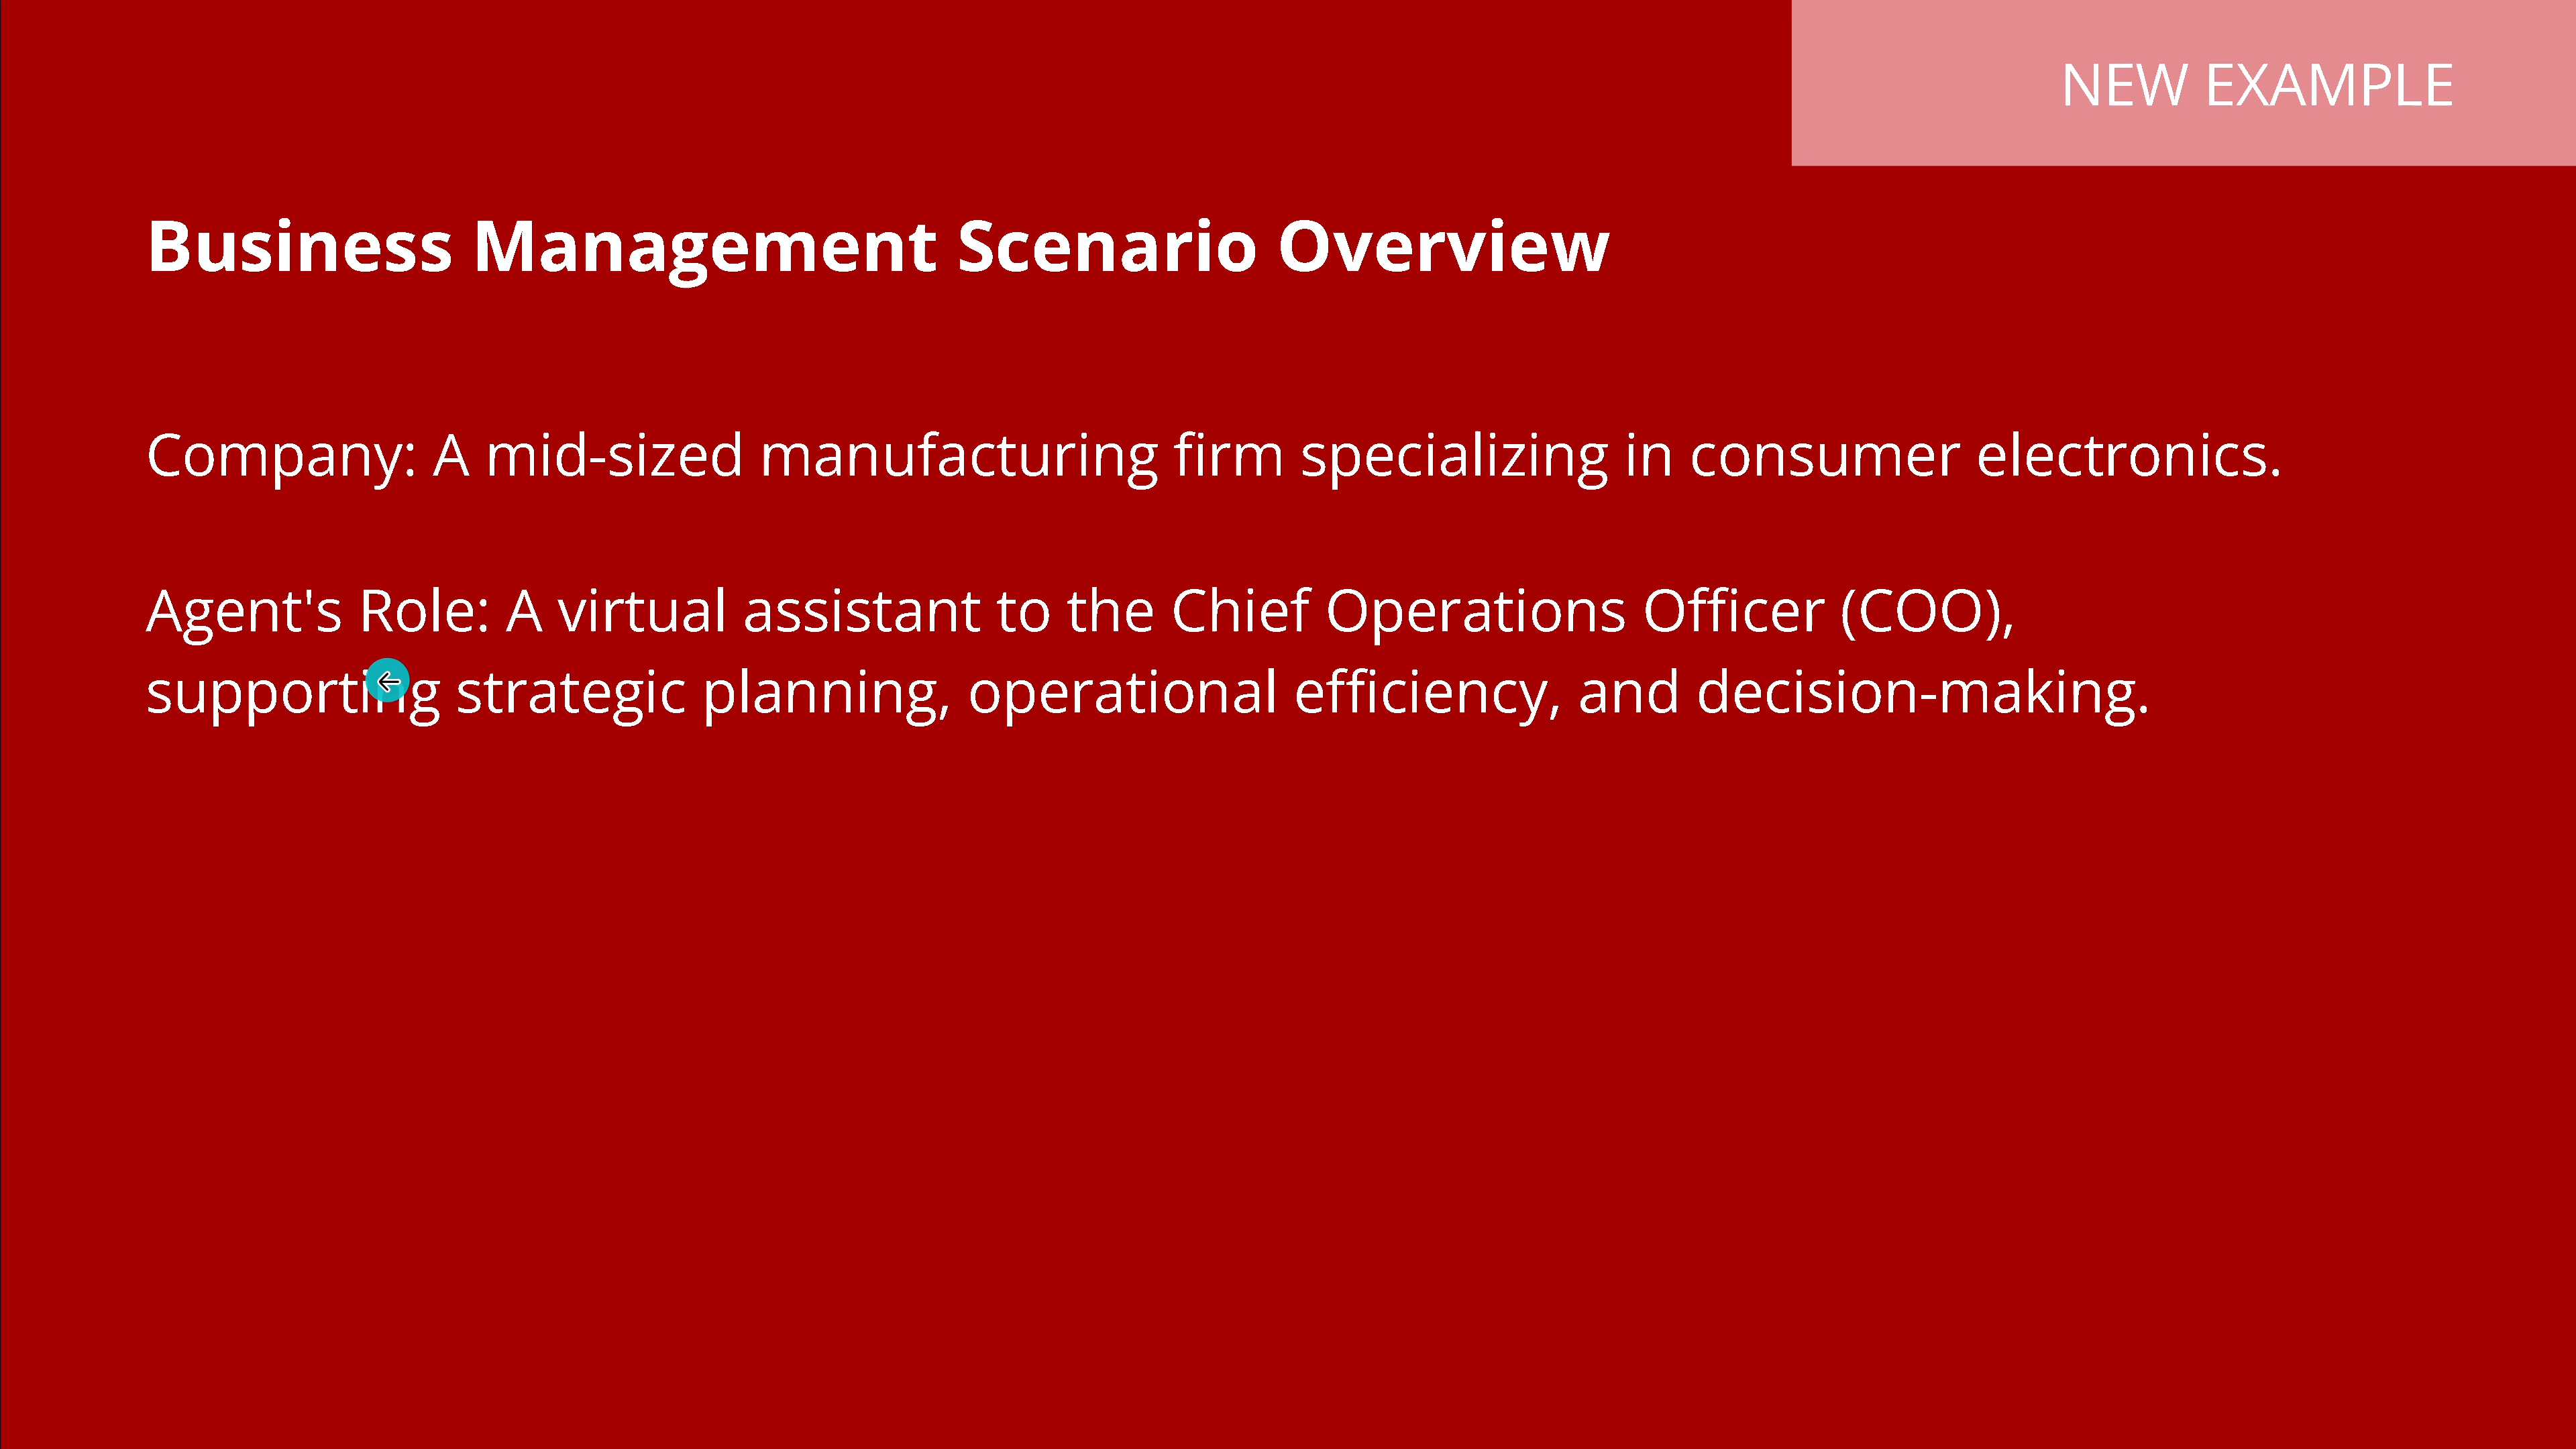 NEW EXAMPLE
Business Management Scenario Overview
Company: A mid-sized manufacturing firm specializing in consumer electronics.
Agent's Role: A virtual assistant to the Chief Operations Officer (COO),
supporting strategic planning, operational efficiency, and decision-making.